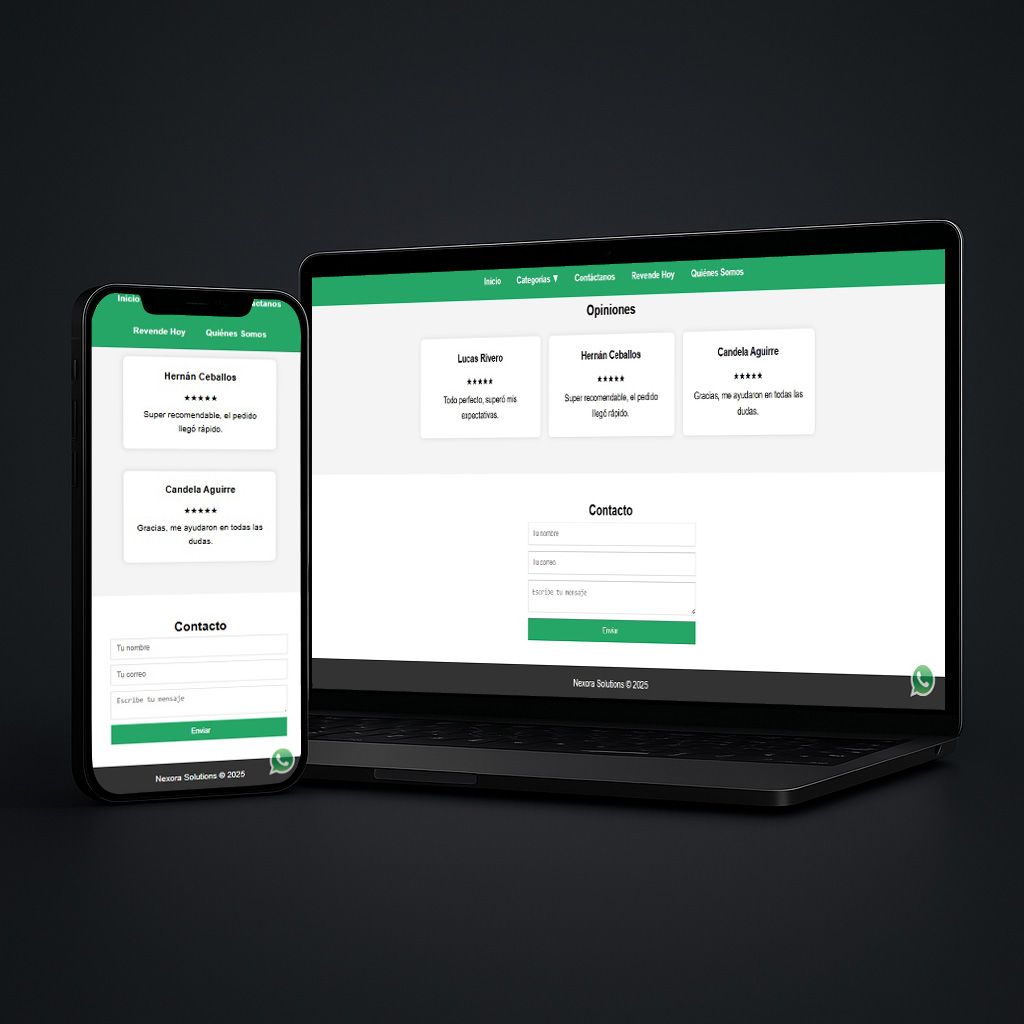 Inicio
Revende Hoy Quiénes Somos
Hernán Ceballos
★★★★★
Super recomendable, el pedido
llegó rápido.
Candela Aguirre
★★★★★
Gracias, me ayudaron en todas las
dudas.
Contacto
Tu nombre
Tu correo
Escribe tu mensaje
Enviar
Nexora Solutions © 2025
Inicio Categorías ▼ Contáctanos Revende Hoy Quiénes Somos
Opiniones
Lucas Rivero
★★★★★
Todo perfecto, superó mis
expectativas.
Hernán Ceballos
★★★★★
Super recomendable, el pedido
llegó rápido.
Candela Aguirre
★★★★★
Gracias, me ayudaron en todas las
dudas.
Contacto
Tu nombre
Tu correo
Escribe tu mensaje
Enviar
Nexora Solutions © 2025